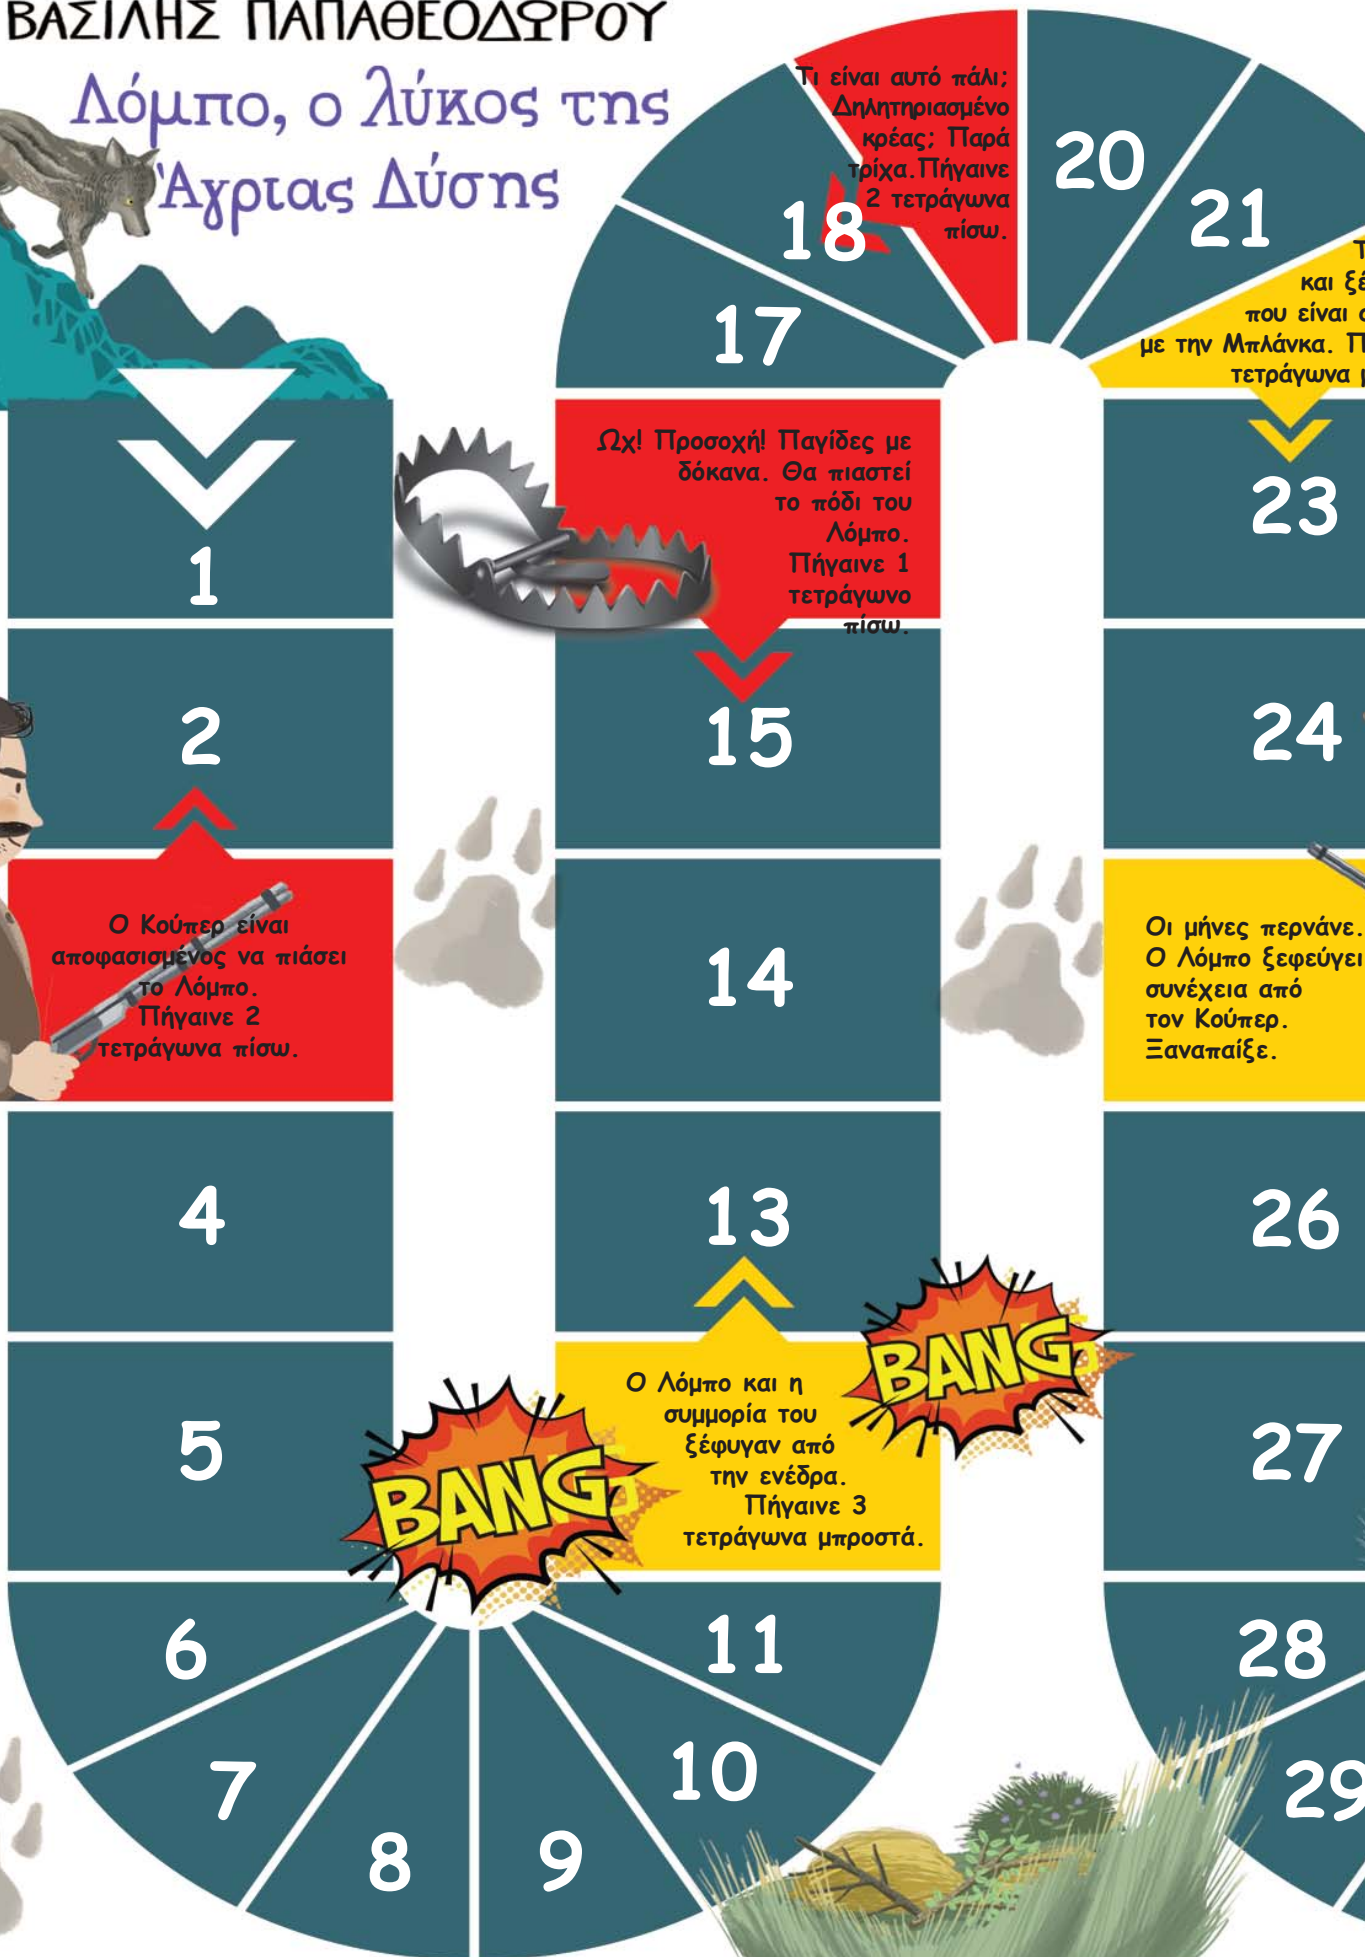 ΒΑΣΙΛΗΣ ΠΑΠΑΘΕΟΔΩΡΟΥ
Λόμπο, ο λύκος της
Άγριας Δύσης
1
2
Ο Κούπερ είναι
αποφασισμένος να πιάσει
το Λόμπο.
Πήγαινε 2
τετράγωνα πίσω.
4
5
6
7
8
9
10
11
Ο Λόμπο και η
συμμορία του
ξέφυγαν από
την ενέδρα.
Πήγαινε 3
τετράγωνα μπροστά.
BANG
BANG
13
14
15
Ωχ! Προσοχή! Παγίδες με
δόκανα. Θα πιαστεί
το πόδι του
Λόμπο.
Πήγαινε 1
τετράγωνο
πίσω.
17
18
Τι είναι αυτό πάλι;
Δηλητηριασμένο
κρέας; Παρά
τρίχα.Πήγαινε
2 τετράγωνα
πίσω.
20
21
και
που είναι
με την Μπλάνκα.
τετράγωνα
23
24
Οι μήνες περνάνε.
Ο Λόμπο ξεφεύγει
συνέχεια από
τον Κούπερ.
Ξαναπαίξε.
26
27
28
29